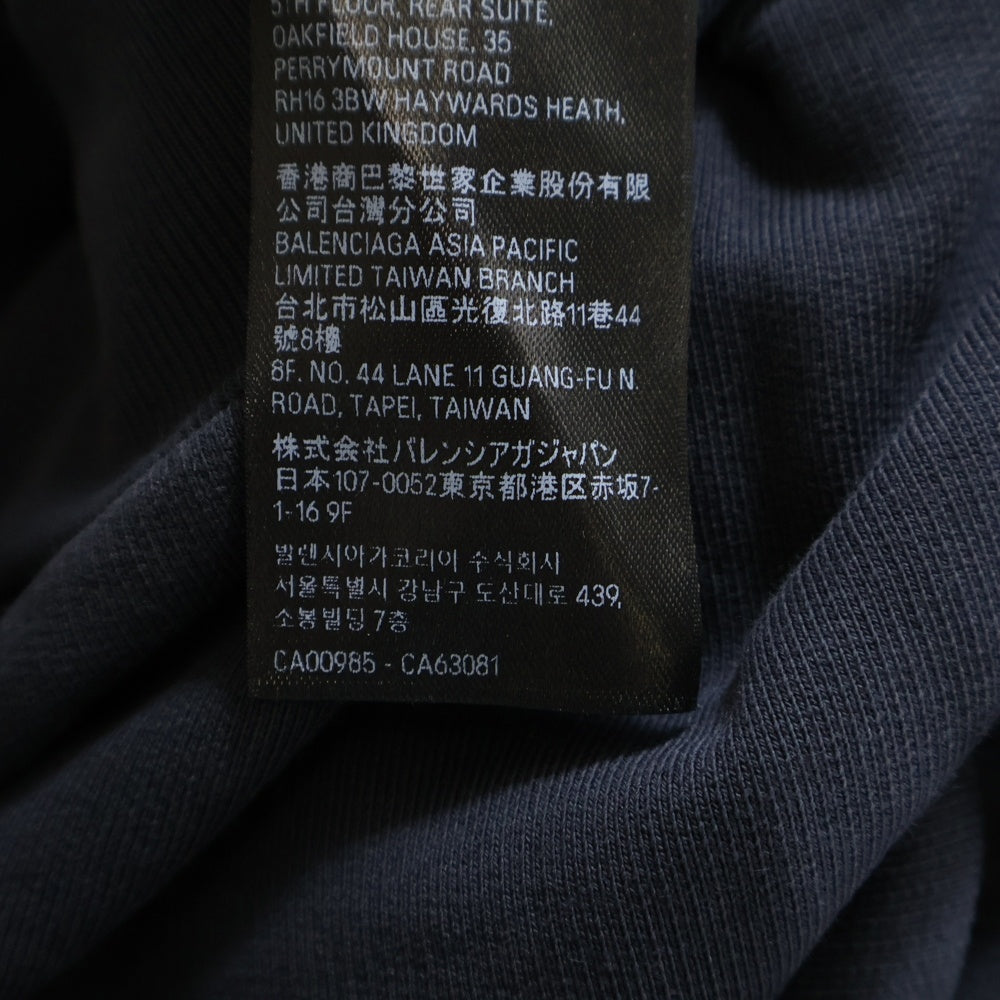 5TH FLOOR, REAR SUITE,
OAKFIELD HOUSE, 35
PERRYMOUNT ROAD
RH16 3BW HAYWARDS HEATH,
UNITED KINGDOM
香港商巴黎世家企業股份有限
公司台灣分公司
BALENCIAGA ASIA PACIFIC
LIMITED TAIWAN BRANCH
台北市松山區光復北路11巷44
號8樓
8F. NO. 44 LANE 11 GUANG-FU N.
ROAD, TAPEI, TAIWAN
株式会社バレンシアガジャパン
日本107-0052東京都港区赤坂7-
1-16 9F
발렌시아가코리아 주식회사
서울특별시 강남구 도산대로 439,
소봉빌딩 7층
CA00985 - CA63081